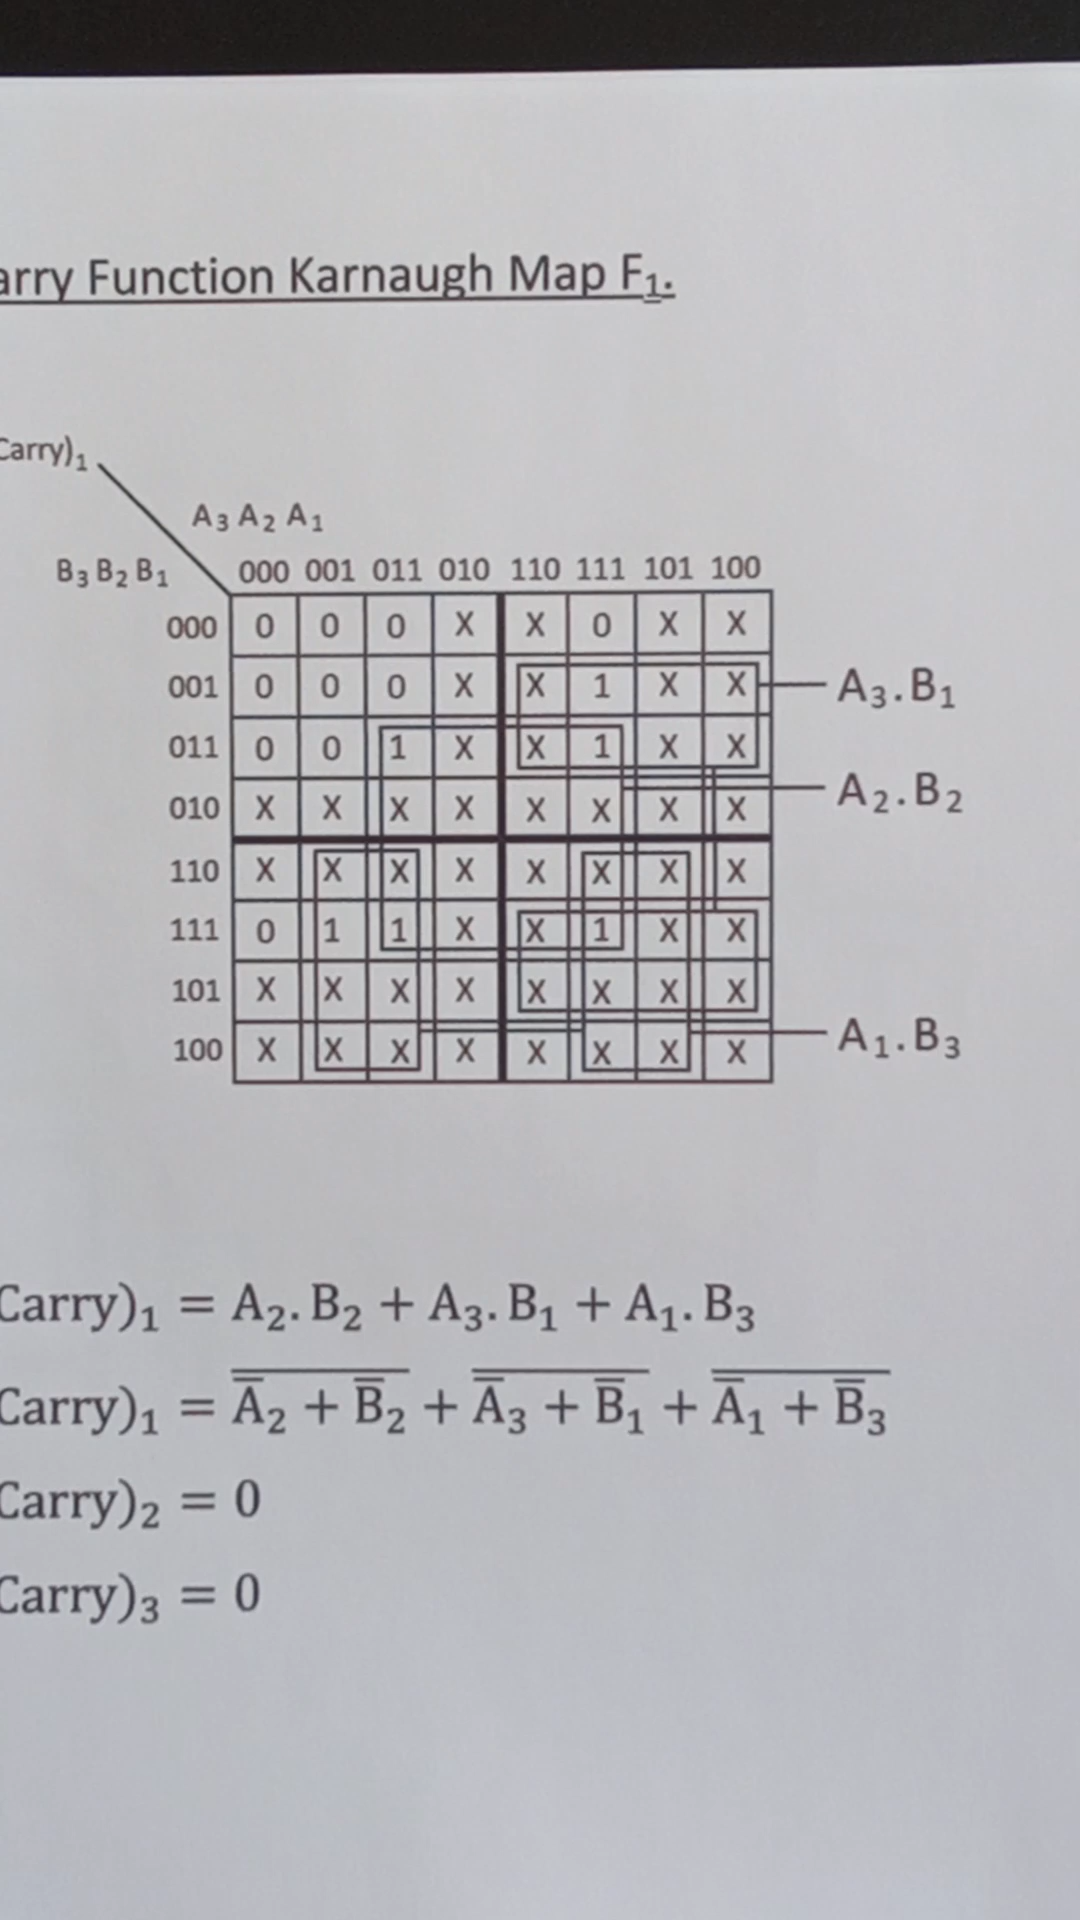 arry Function Karnaugh Map F₁.
Carry)₁
A₃ A₂ A₁
B₃ B₂ B₁ 000 001 011 010 110 111 101 100
000 0 0 0 X X 0 X X
001 0 0 0 X X 1 X X A₃.B₁
011 0 0 1 X X 1 X X
010 X X X X X X X X A₂.B₂
110 X X X X X X X X
111 0 1 1 X X 1 X X
101 X X X X X X X X
100 X X X X X X X X A₁.B₃
Carry)₁ = A₂.B₂ + A₃.B₁ + A₁.B₃
Carry)₁ = \overline{A̅₂ + B̅₂} + \overline{A̅₃ + B̅₁} + \overline{A̅₁ + B̅₃}
Carry)₂ = 0
Carry)₃ = 0